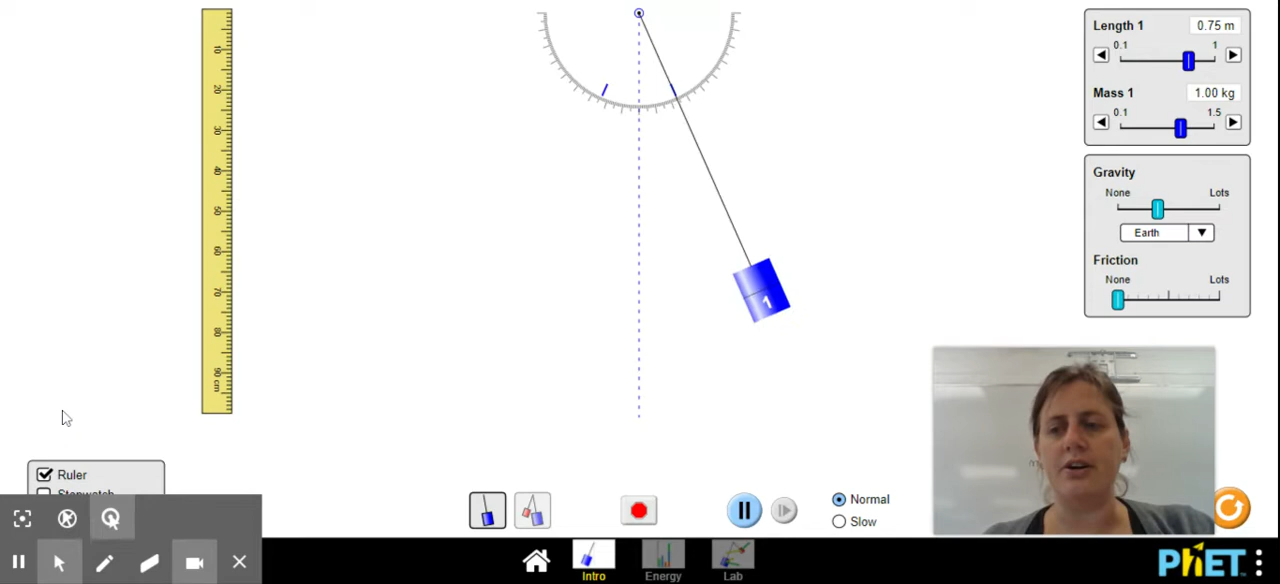 10
20
30
40
50
60
70
80
90 cm
1
Length 1 0.75 m
0.1 1
Mass 1 1.00 kg
0.1 1.5
Gravity
None Lots
Earth
Friction
None Lots
Ruler
Stopwatch
Normal
Slow
Intro
Energy
Lab
PhET